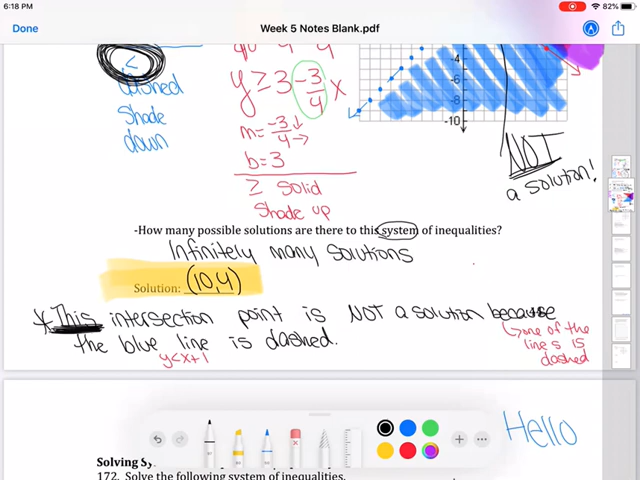 6:18 PM
82%
Done
Week 5 Notes Blank.pdf
4y 4 4
<
dashed
Shade
down
y ≥ 3 -3/4 x
m = -3/4 ↓ →
b = 3
≥ Solid
Shade up
-4
-6
-8
-10
NOT
a solution!
-How many possible solutions are there to this system of inequalities?
Infinitely many solutions
Solution: (10,4)
* This intersection point is NOT a solution because
the blue line is dashed.
y < x + 1
↳ one of the
lines is
dashed
Hello
172. Solve the following system of inequalities.